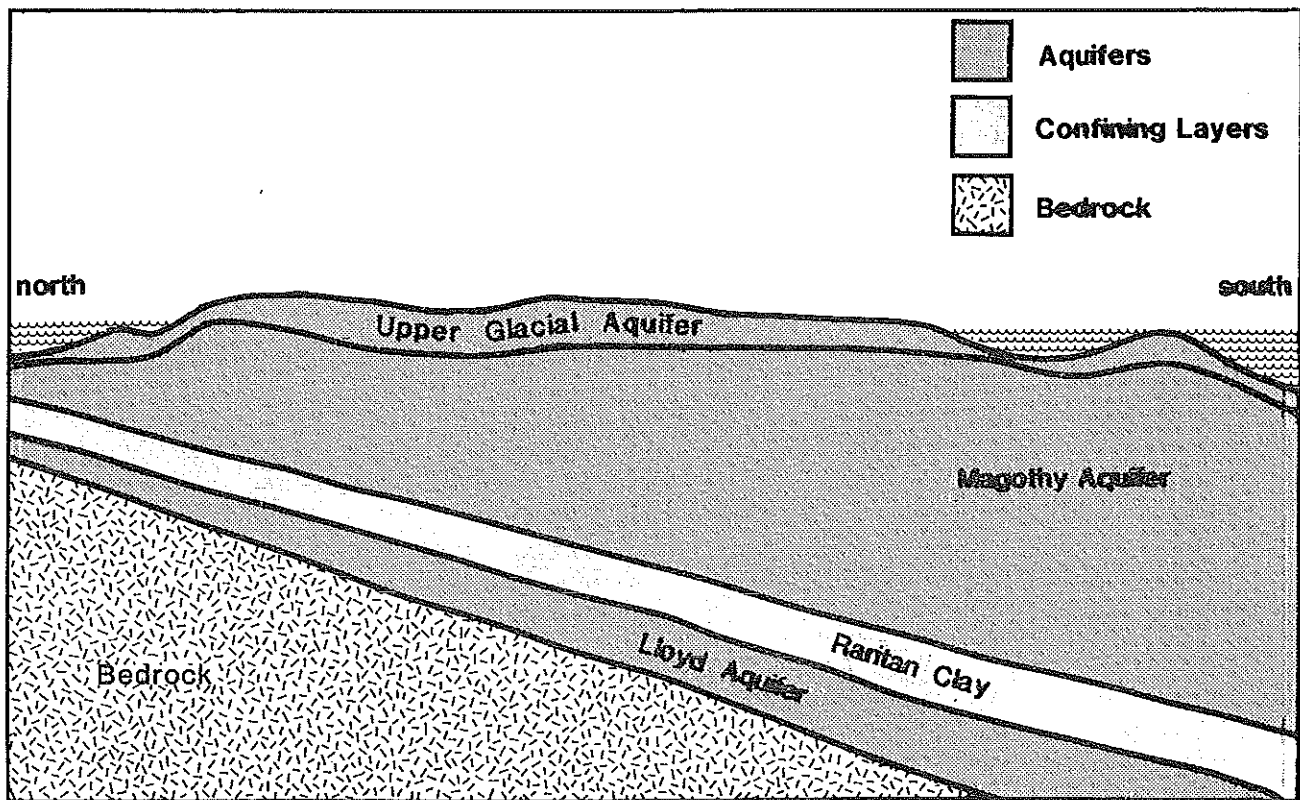 Aquifers
Confining Layers
Bedrock
north
south
Upper Glacial Aquifer
Magothy Aquifer
Raritan Clay
Lloyd Aquifer
Bedrock